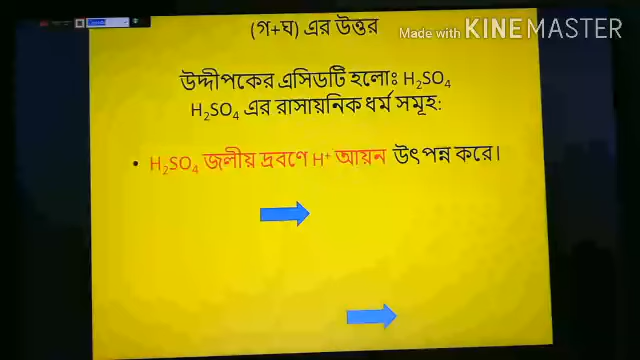 (গ+ঘ) এর উত্তর
Made with KINEMASTER
উদ্দীপকের এসিডটি হলোঃ H₂SO₄
H₂SO₄ এর রাসায়নিক ধর্ম সমূহ:
• H₂SO₄ জলীয় দ্রবণে H⁺ আয়ন উৎপন্ন করে।